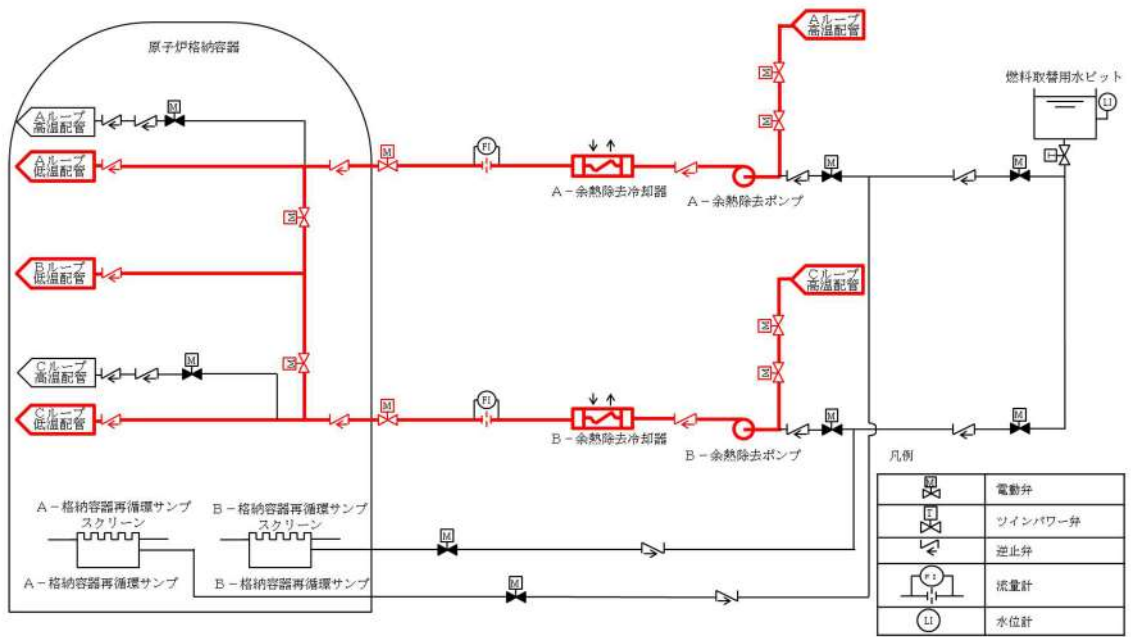 原子炉格納容器
Aループ
高温配管
燃料取替用水ピット
LI
Aループ
高温配管
M
M
M
T
Aループ
低温配管
M
FI
M
M
A－余熱除去冷却器
A－余熱除去ポンプ
M
Bループ
低温配管
Cループ
高温配管
M
Cループ
高温配管
M
M
M
Cループ
低温配管
M
FI
M
M
B－余熱除去冷却器
B－余熱除去ポンプ
凡例
M
電動弁
T
ツインパワー弁
逆止弁
FI
流量計
LI
水位計
A－格納容器再循環サンプ
スクリーン
B－格納容器再循環サンプ
スクリーン
M
A－格納容器再循環サンプ
B－格納容器再循環サンプ
M